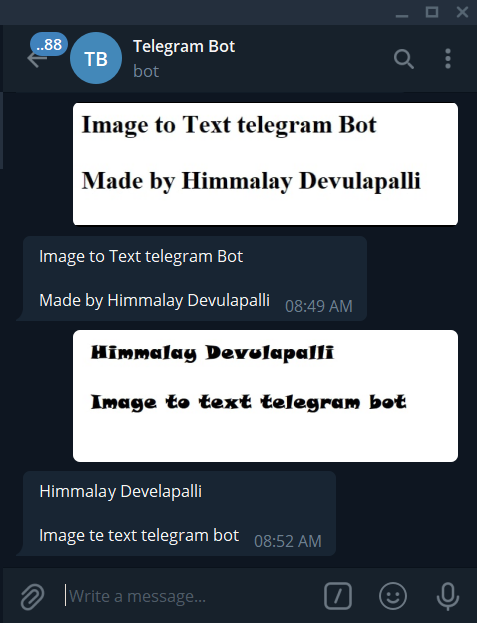 ..88
TB
Telegram Bot
bot
Image to Text telegram Bot
Made by Himmalay Devulapalli
Image to Text telegram Bot
Made by Himmalay Devulapalli
08:49 AM
Himmalay Devulapalli
Image to text telegram bot
Himmalay Develapalli
Image te text telegram bot
08:52 AM
Write a message...